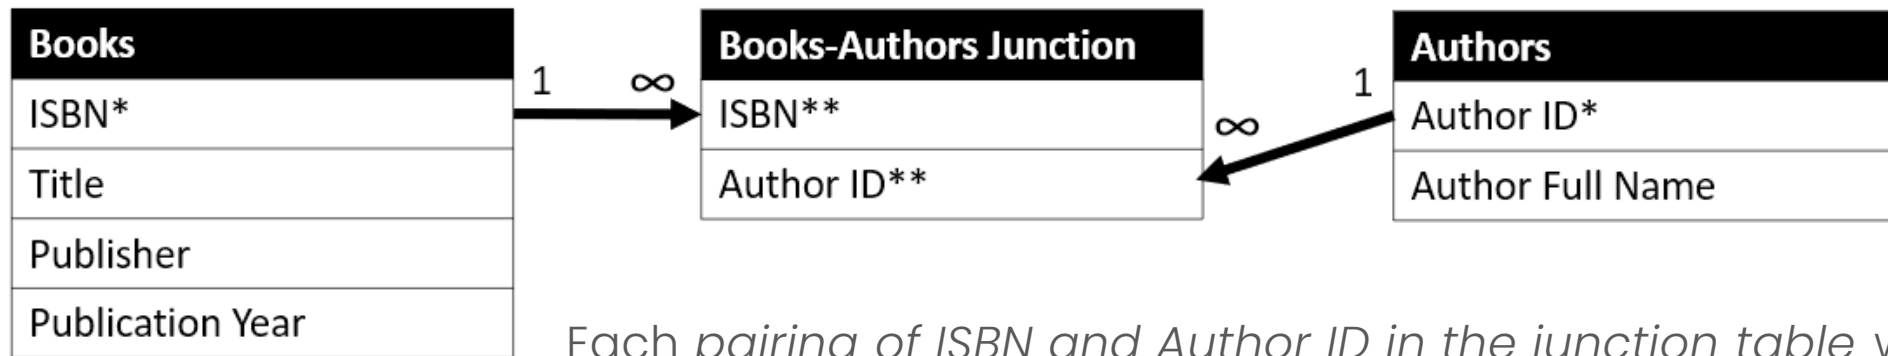 Books
ISBN*
Title
Publisher
Publication Year
1 ∞
Books-Authors Junction
ISBN**
Author ID**
∞ 1
Authors
Author ID*
Author Full Name
Each pairing of ISBN and Author ID in the junction table